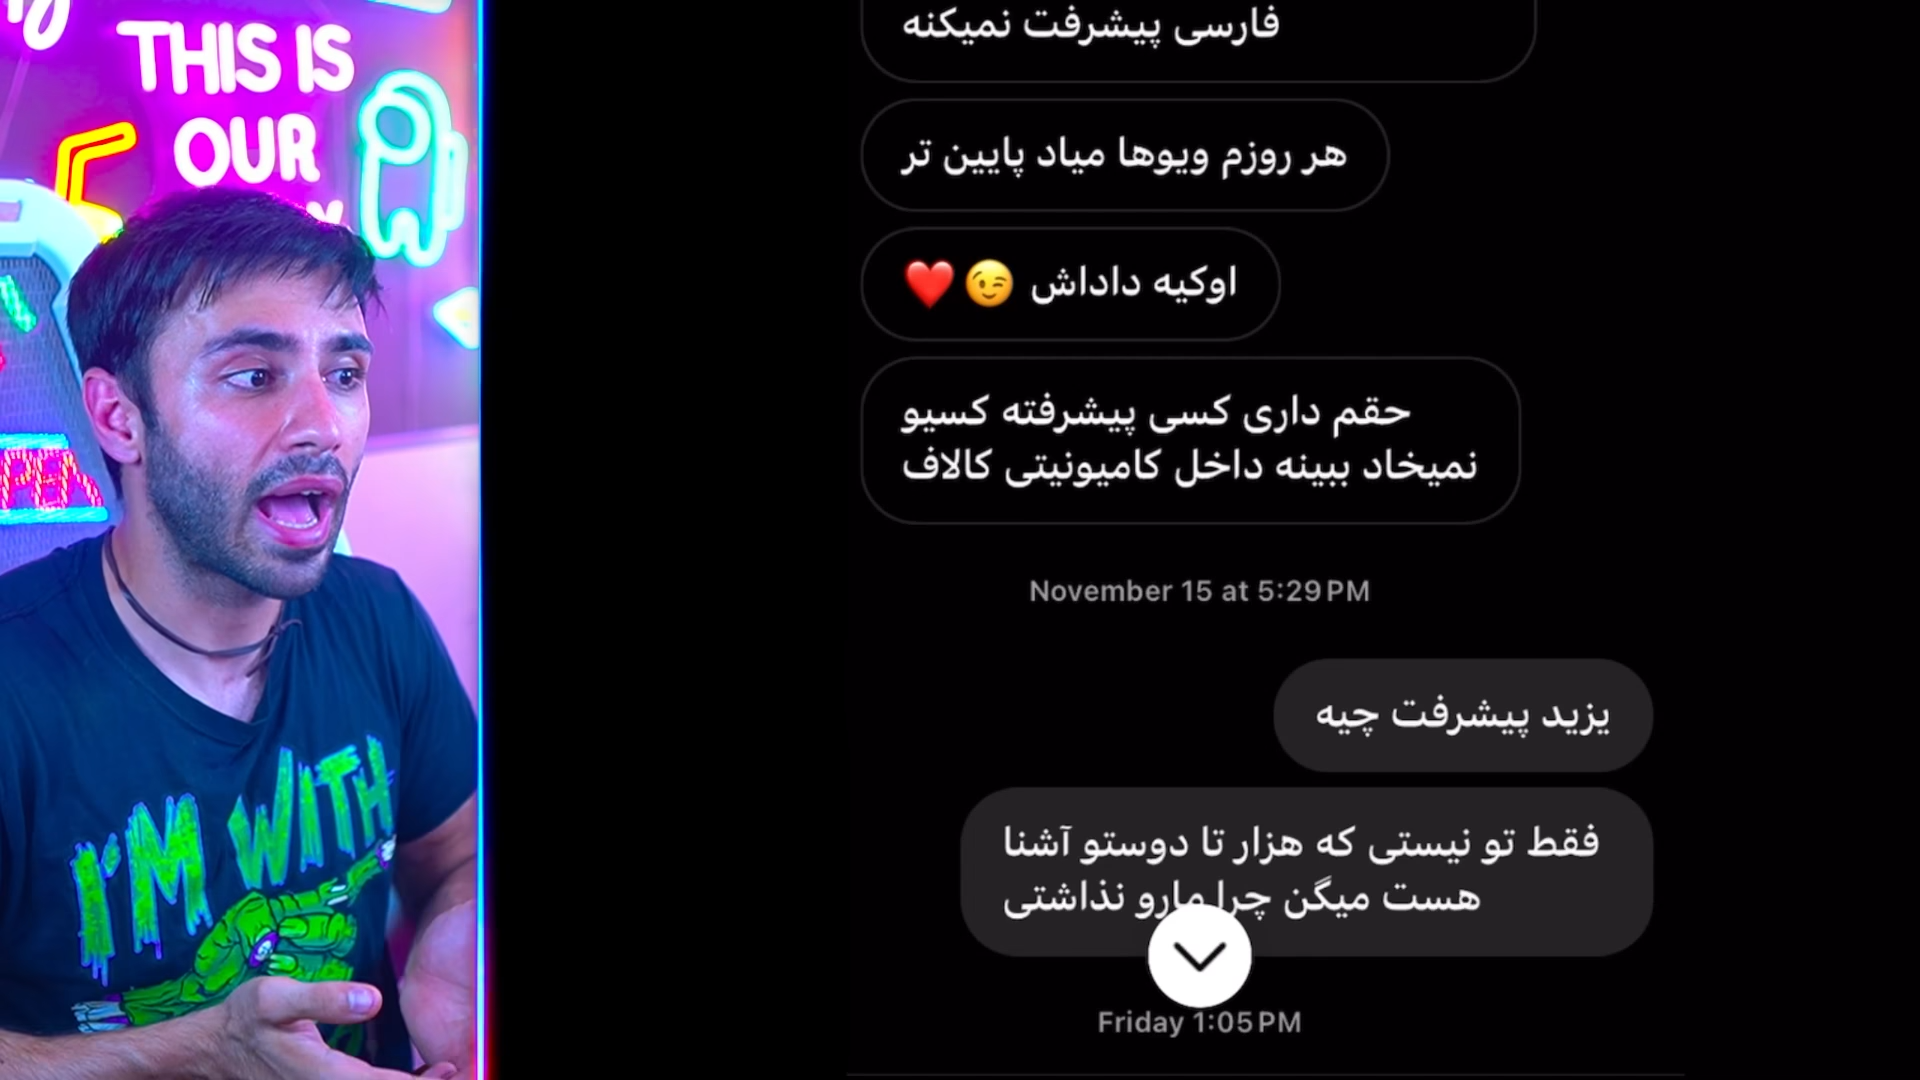 THIS IS
OUR
I'M WITH
فارسی پیشرفت نمیکنه
هر روزم ویوها میاد پایین تر
اوکیه داداش 😉❤️
حقم داری کسی پیشرفته کسیو
نمیخاد ببینه داخل کامیونیتی کالاف
November 15 at 5:29 PM
یزید پیشرفت چیه
فقط تو نیستی که هزار تا دوستو آشنا
هست میگن چرا مارو نذاشتی
Friday 1:05 PM